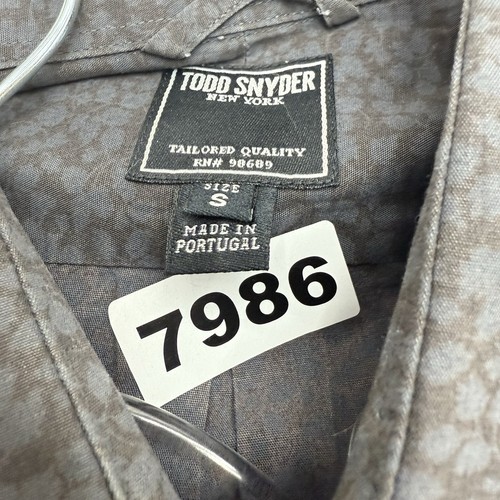 TODD SNYDER
NEW YORK
TAILORED QUALITY
RN# 98689
SIZE
S
MADE IN
PORTUGAL
7986